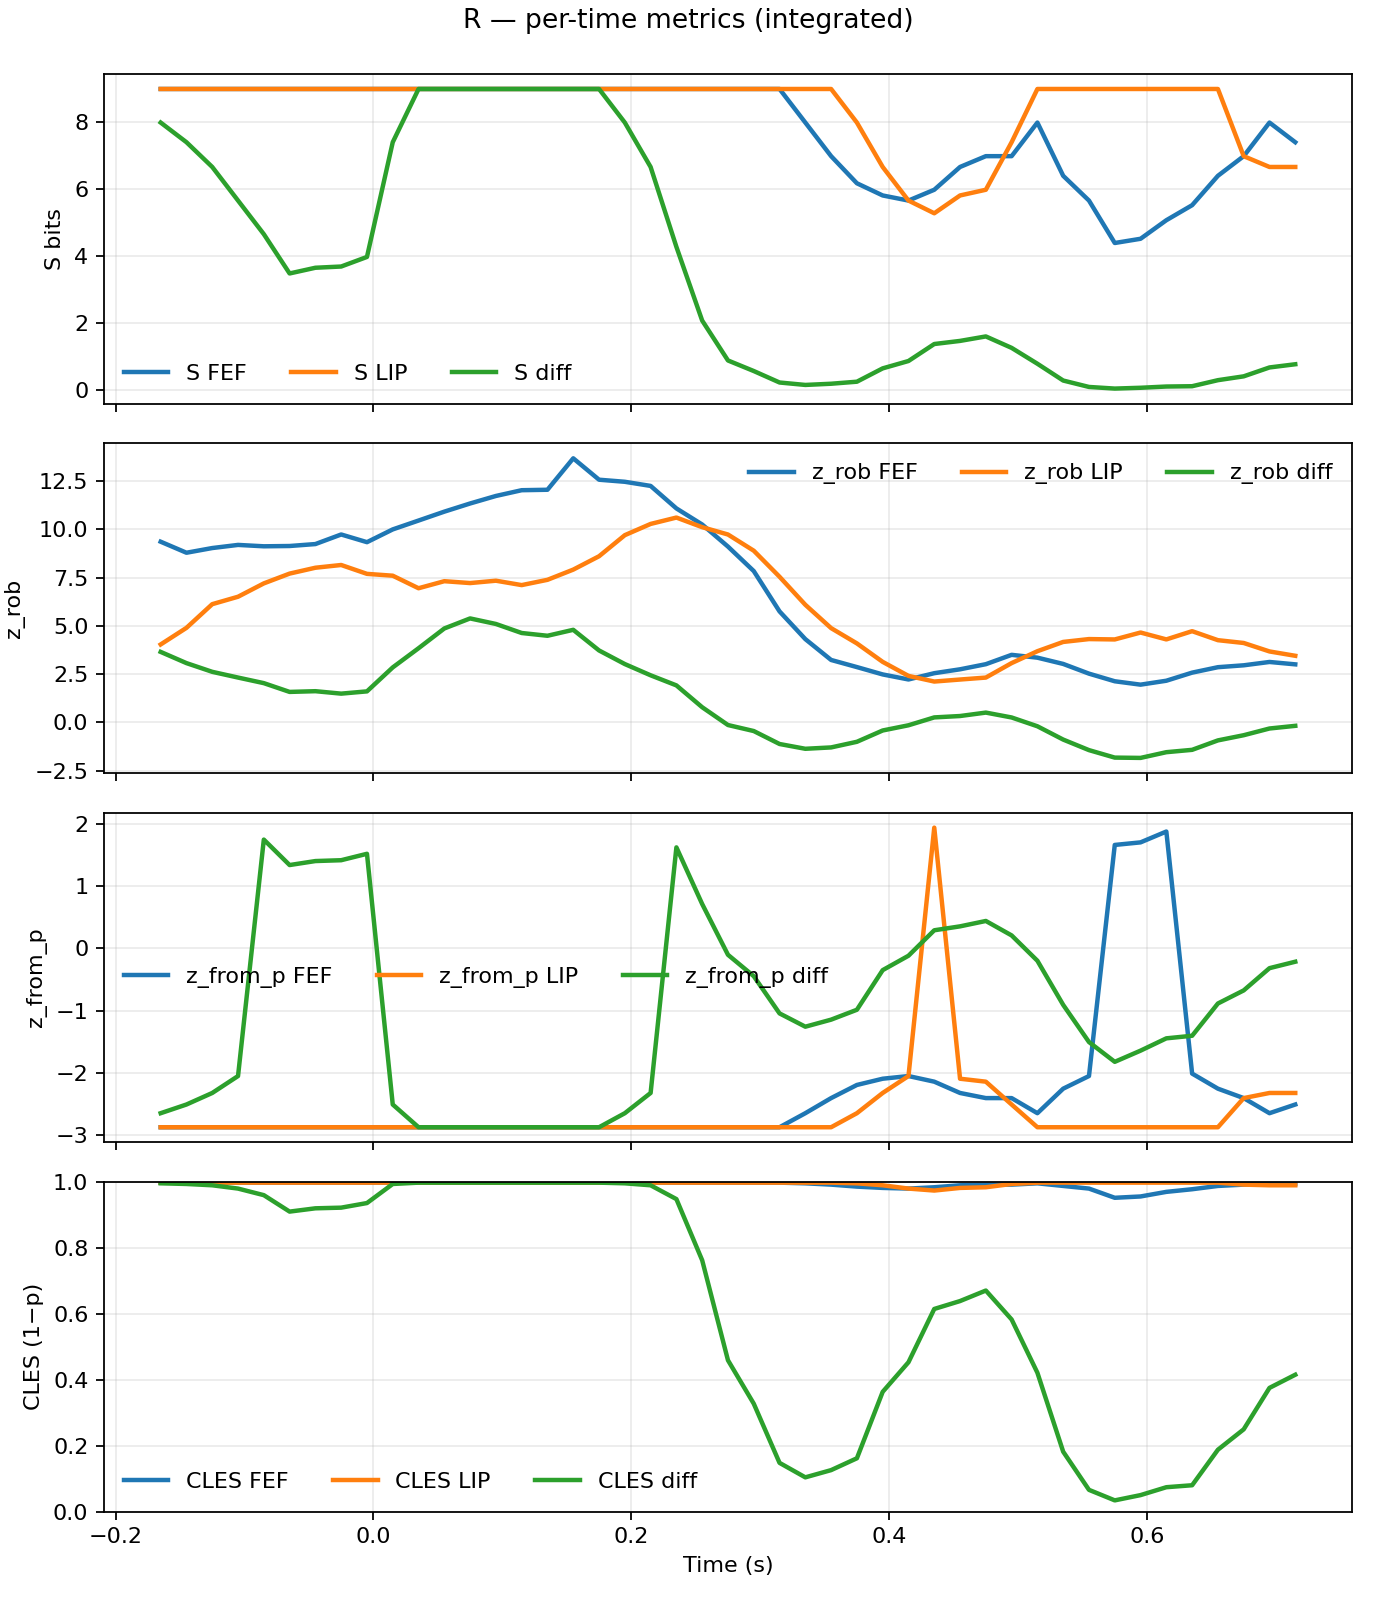 R — per-time metrics (integrated)
8
6
4
2
0
S bits
S FEF S LIP S diff
12.5
10.0
7.5
5.0
2.5
0.0
−2.5
z_rob
z_rob FEF z_rob LIP z_rob diff
2
1
0
−1
−2
−3
z_from_p
z_from_p FEF z_from_p LIP z_from_p diff
1.0
0.8
0.6
0.4
0.2
0.0
CLES (1−p)
CLES FEF CLES LIP CLES diff
−0.2 0.0 0.2 0.4 0.6
Time (s)